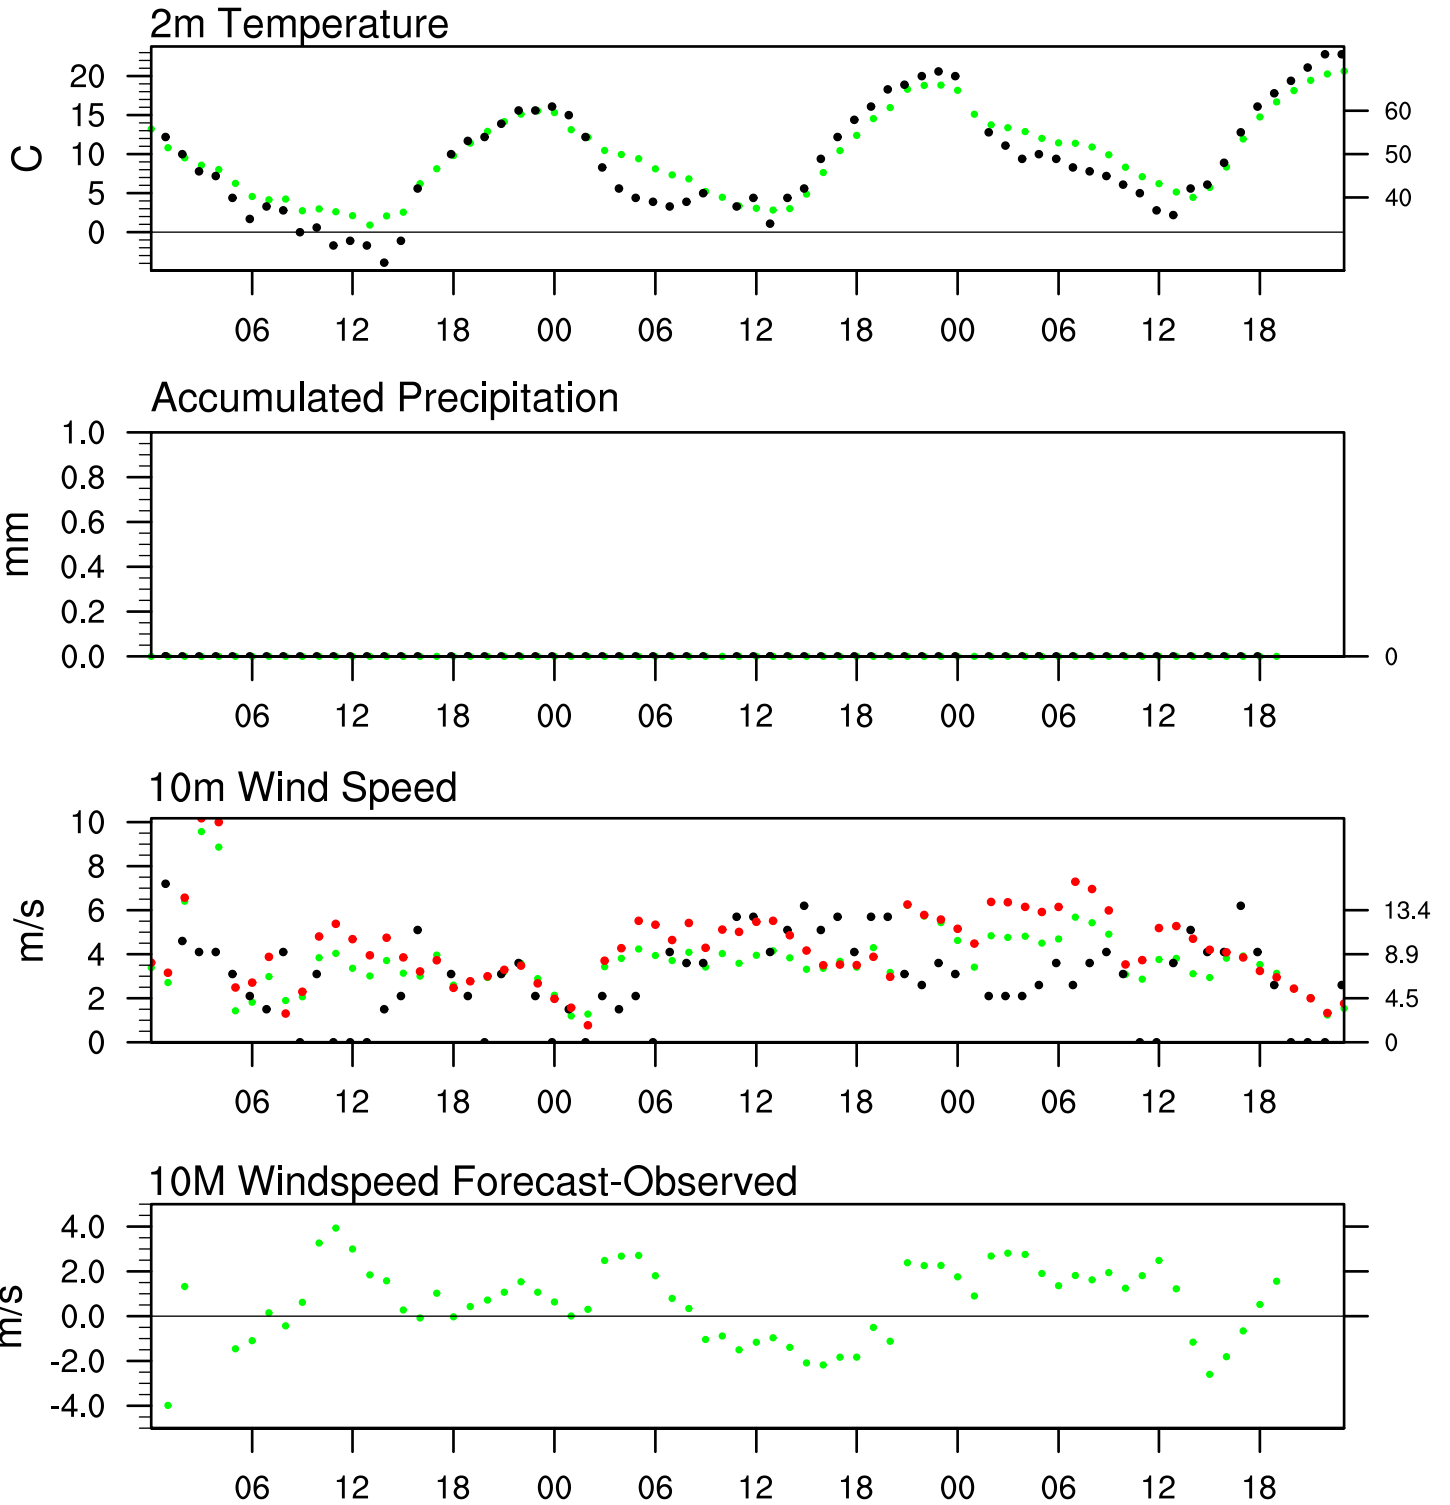 2m Temperature
20
15
10
5
0
C
60
50
40
06 12 18 00 06 12 18 00 06 12 18
Accumulated Precipitation
1.0
0.8
0.6
0.4
0.2
0.0
mm
0
06 12 18 00 06 12 18 00 06 12 18
10m Wind Speed
10
8
6
4
2
0
m/s
13.4
8.9
4.5
0
06 12 18 00 06 12 18 00 06 12 18
10M Windspeed Forecast-Observed
4.0
2.0
0.0
-2.0
-4.0
m/s
06 12 18 00 06 12 18 00 06 12 18